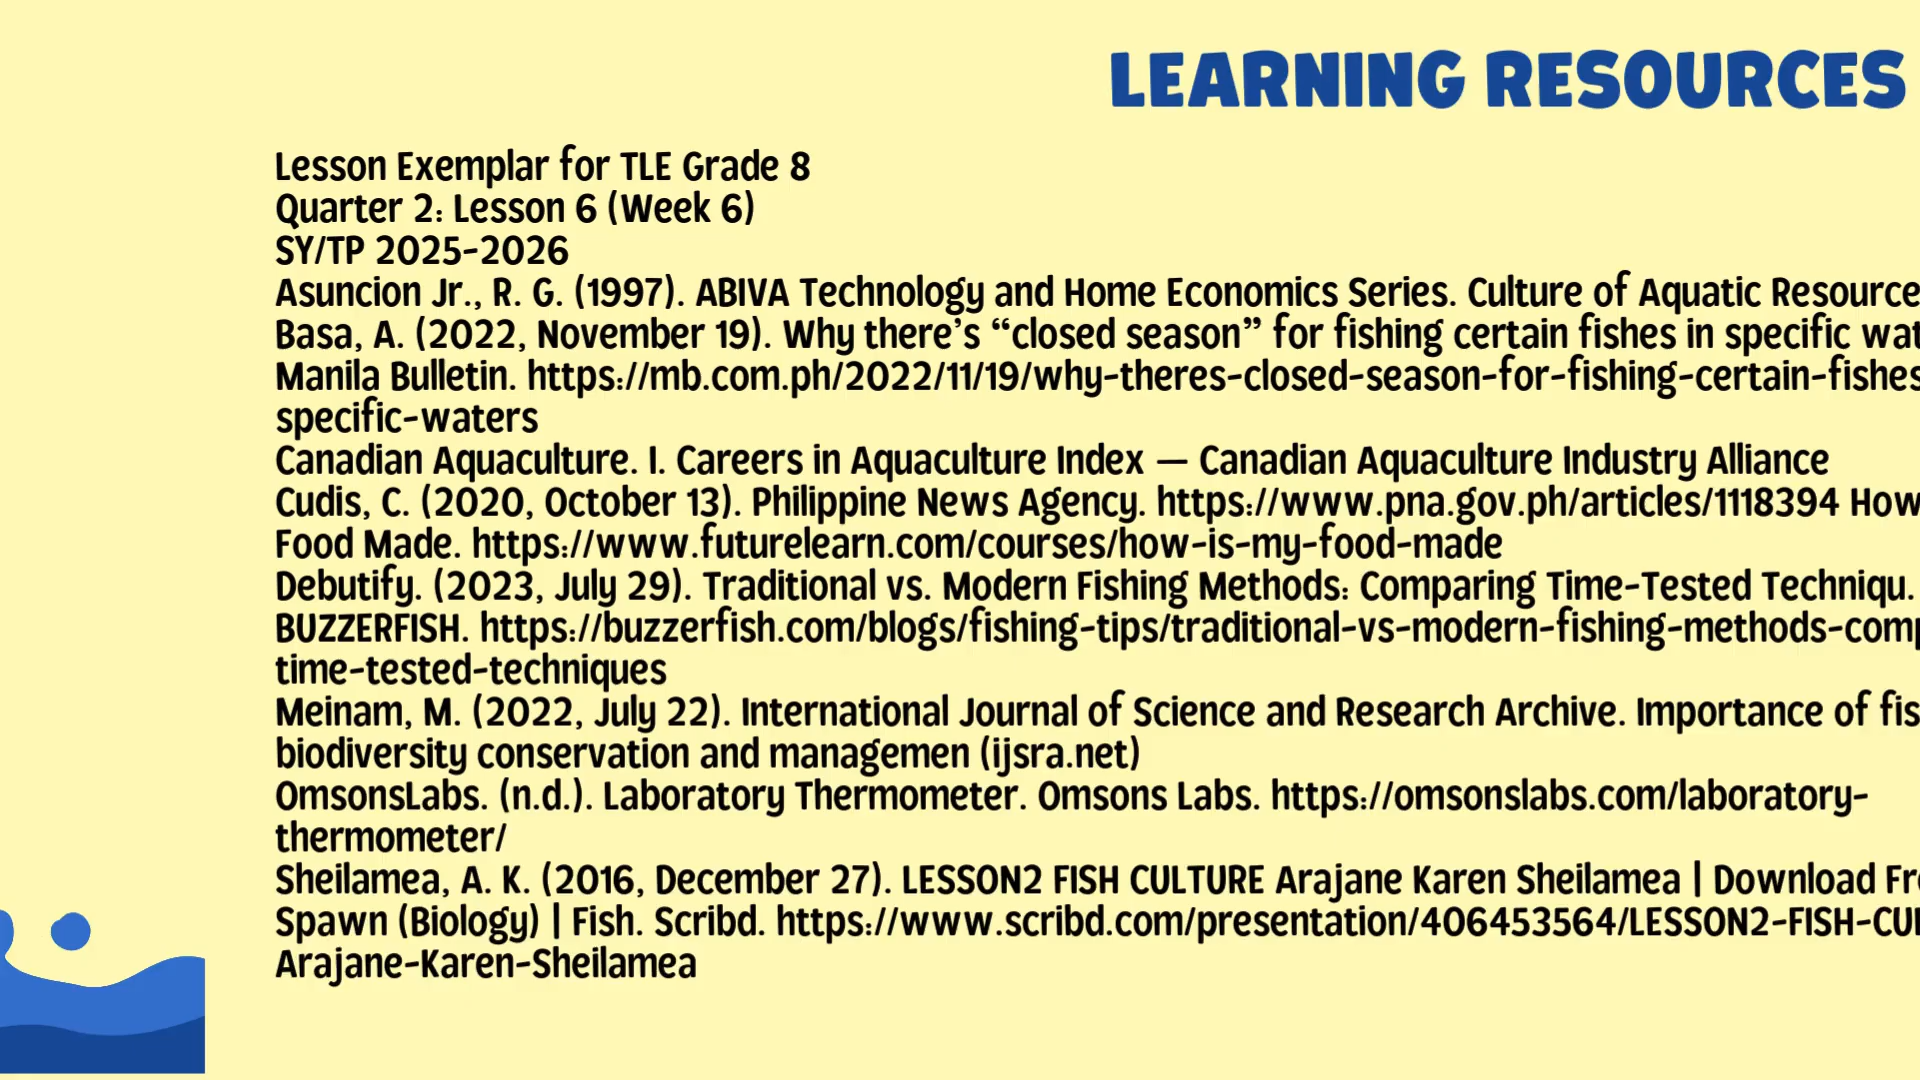 LEARNING RESOURCES
Lesson Exemplar for TLE Grade 8
Quarter 2: Lesson 6 (Week 6)
SY/TP 2025-2026
Asuncion Jr., R. G. (1997). ABIVA Technology and Home Economics Series. Culture of Aquatic Resource
Basa, A. (2022, November 19). Why there’s “closed season” for fishing certain fishes in specific wat
Manila Bulletin. https://mb.com.ph/2022/11/19/why-theres-closed-season-for-fishing-certain-fishes
specific-waters
Canadian Aquaculture. I. Careers in Aquaculture Index — Canadian Aquaculture Industry Alliance
Cudis, C. (2020, October 13). Philippine News Agency. https://www.pna.gov.ph/articles/1118394 How
Food Made. https://www.futurelearn.com/courses/how-is-my-food-made
Debutify. (2023, July 29). Traditional vs. Modern Fishing Methods: Comparing Time-Tested Techniqu.
BUZZERFISH. https://buzzerfish.com/blogs/fishing-tips/traditional-vs-modern-fishing-methods-comp
time-tested-techniques
Meinam, M. (2022, July 22). International Journal of Science and Research Archive. Importance of fis
biodiversity conservation and managemen (ijsra.net)
OmsonsLabs. (n.d.). Laboratory Thermometer. Omsons Labs. https://omsonslabs.com/laboratory-
thermometer/
Sheilamea, A. K. (2016, December 27). LESSON2 FISH CULTURE Arajane Karen Sheilamea | Download Fr
Spawn (Biology) | Fish. Scribd. https://www.scribd.com/presentation/406453564/LESSON2-FISH-CU
Arajane-Karen-Sheilamea